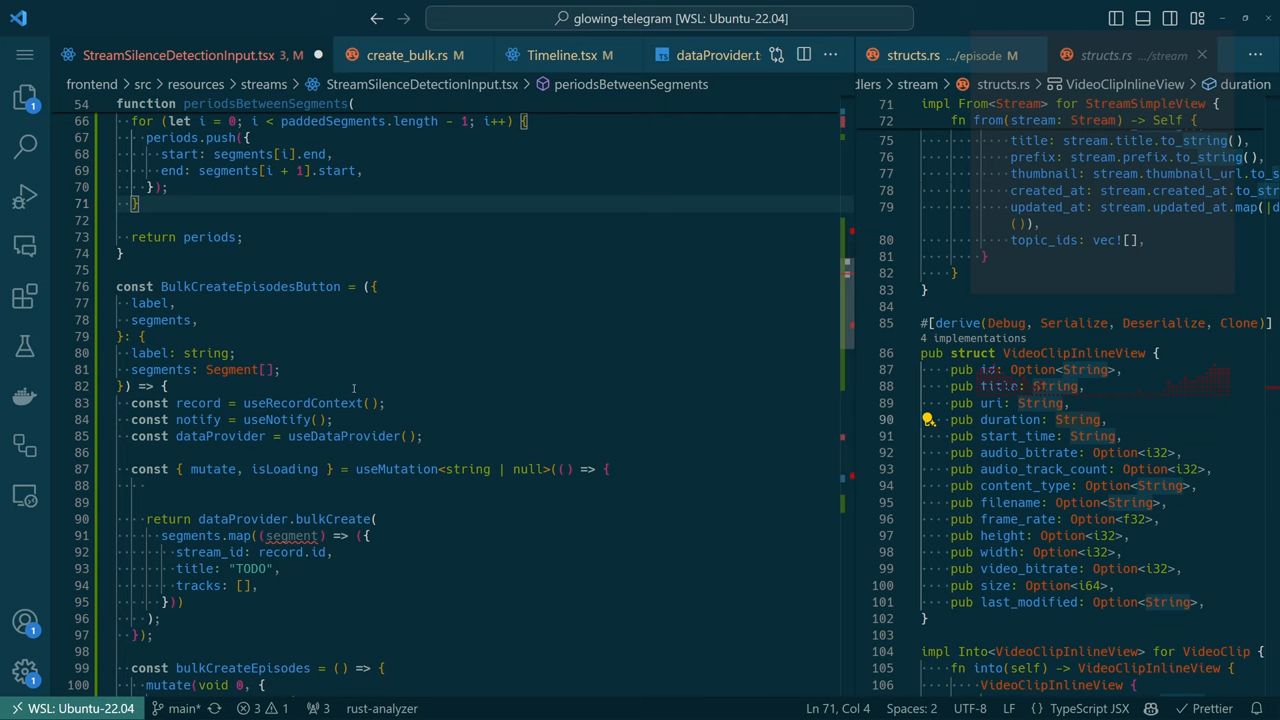 glowing-telegram [WSL: Ubuntu-22.04]
StreamSilenceDetectionInput.tsx 3, M
create_bulk.rs M
Timeline.tsx M
dataProvider.t
structs.rs .../episode M
structs.rs .../stream
frontend > src > resources > streams > StreamSilenceDetectionInput.tsx > periodsBetweenSegments
dlers > stream > structs.rs > VideoClipInlineView > duration
54 function periodsBetweenSegments(
66 for (let i = 0; i < paddedSegments.length - 1; i++) {
67 periods.push({
68 start: segments[i].end,
69 end: segments[i + 1].start,
70 });
71 }
72
73 return periods;
74 }
75
76 const BulkCreateEpisodesButton = ({
77 label,
78 segments,
79 }: {
80 label: string;
81 segments: Segment[];
82 }) => {
83 const record = useRecordContext();
84 const notify = useNotify();
85 const dataProvider = useDataProvider();
86
87 const { mutate, isLoading } = useMutation<string | null>(() => {
88
89
90 return dataProvider.bulkCreate(
91 segments.map((segment) => ({
92 stream_id: record.id,
93 title: "TODO",
94 tracks: [],
95 }))
96 );
97 });
98
99 const bulkCreateEpisodes = () => {
100 mutate(void 0, {
71 impl From<Stream> for StreamSimpleView {
72 fn from(stream: Stream) -> Self {
75 title: stream.title.to_string(),
76 prefix: stream.prefix.to_string(),
77 thumbnail: stream.thumbnail_url.to_s
78 created_at: stream.created_at.to_str
79 updated_at: stream.updated_at.map(|d
()),
80 topic_ids: vec![],
81 }
82 }
83 }
84
85 #[derive(Debug, Serialize, Deserialize, Clone)]
4 implementations
86 pub struct VideoClipInlineView {
87 pub id: Option<String>,
88 pub title: String,
89 pub uri: String,
90 pub duration: String,
91 pub start_time: String,
92 pub audio_bitrate: Option<i32>,
93 pub audio_track_count: Option<i32>,
94 pub content_type: Option<String>,
95 pub filename: Option<String>,
96 pub frame_rate: Option<f32>,
97 pub height: Option<i32>,
98 pub width: Option<i32>,
99 pub video_bitrate: Option<i32>,
100 pub size: Option<i64>,
101 pub last_modified: Option<String>,
102 }
103
104 impl Into<VideoClipInlineView> for VideoClip {
105 fn into(self) -> VideoClipInlineView {
106 VideoClipInlineView {
1
1
1
WSL: Ubuntu-22.04 main* 3 1 3 rust-analyzer Ln 71, Col 4 Spaces: 2 UTF-8 LF {} TypeScript JSX Prettier